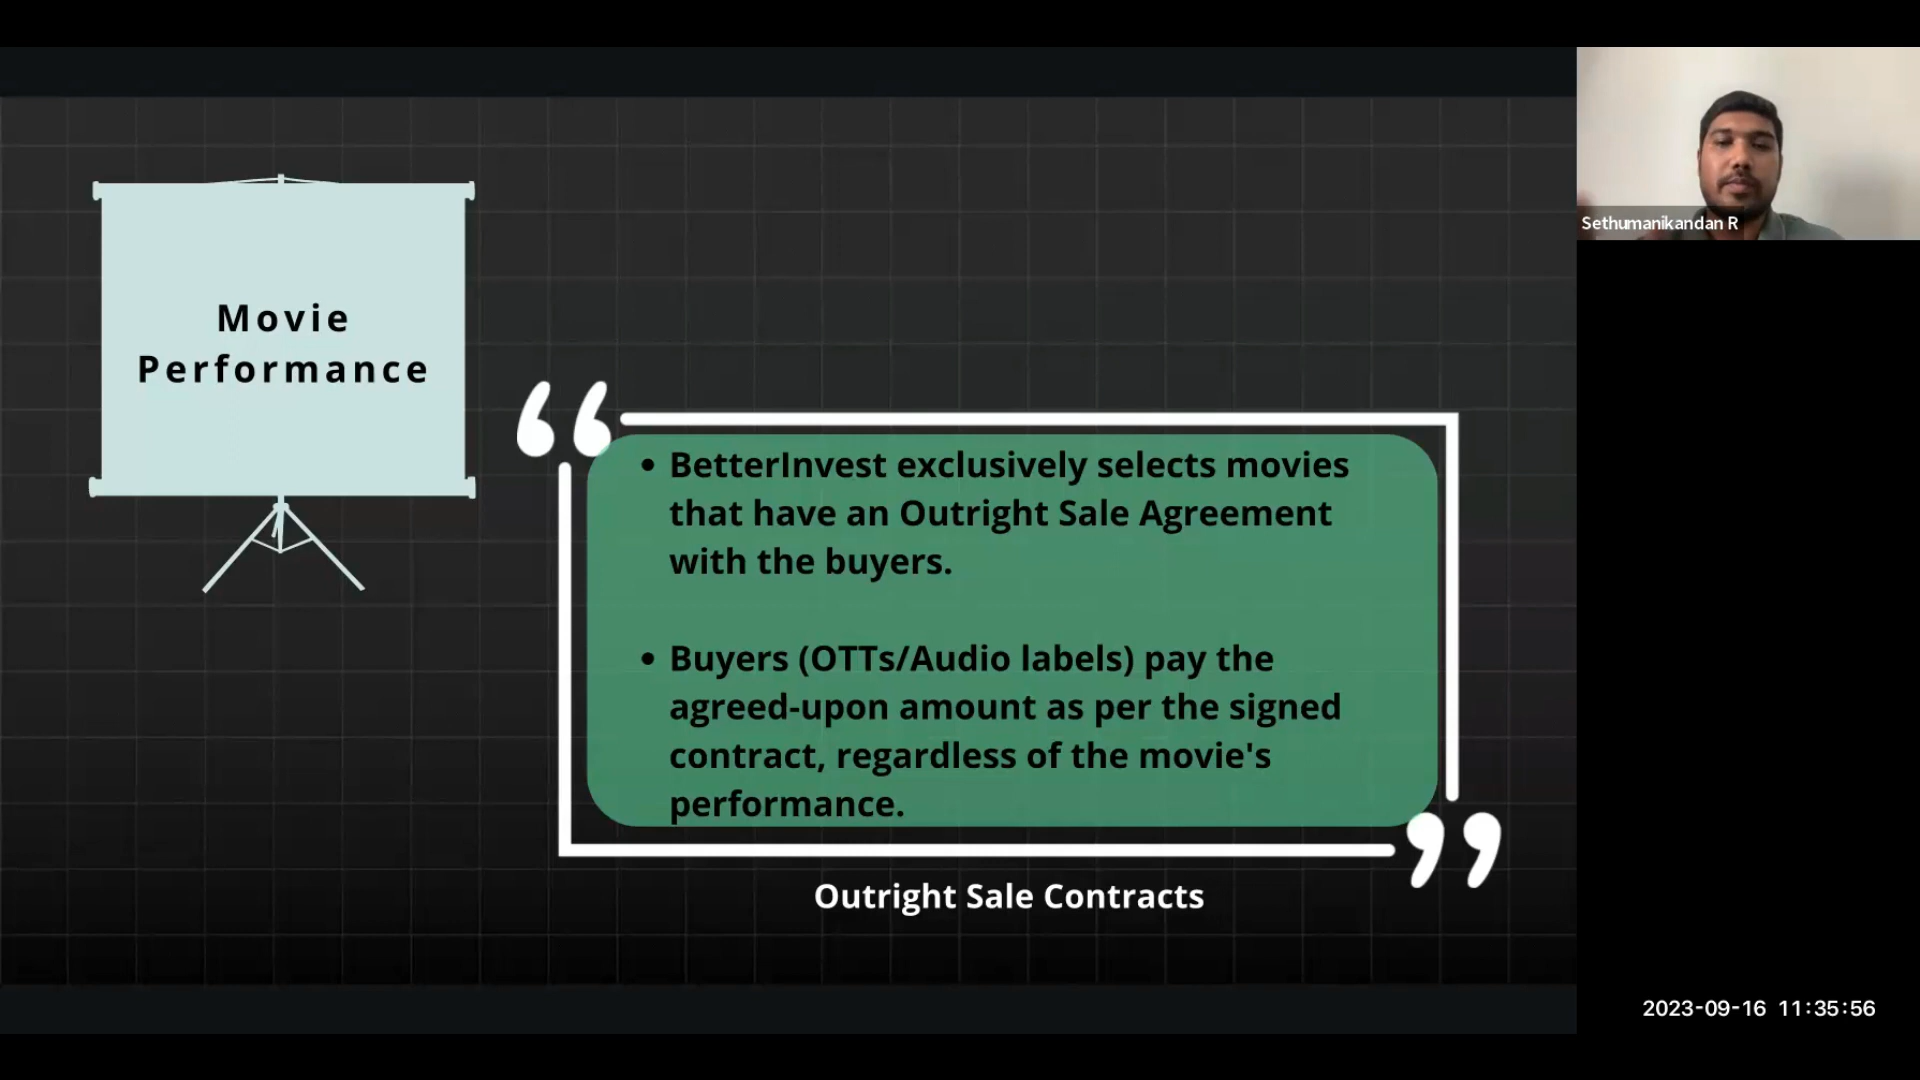 Movie
Performance
• BetterInvest exclusively selects movies
that have an Outright Sale Agreement
with the buyers.
• Buyers (OTTs/Audio labels) pay the
agreed-upon amount as per the signed
contract, regardless of the movie's
performance.
Outright Sale Contracts
Sethumanikandan R
2023-09-16 11:35:56